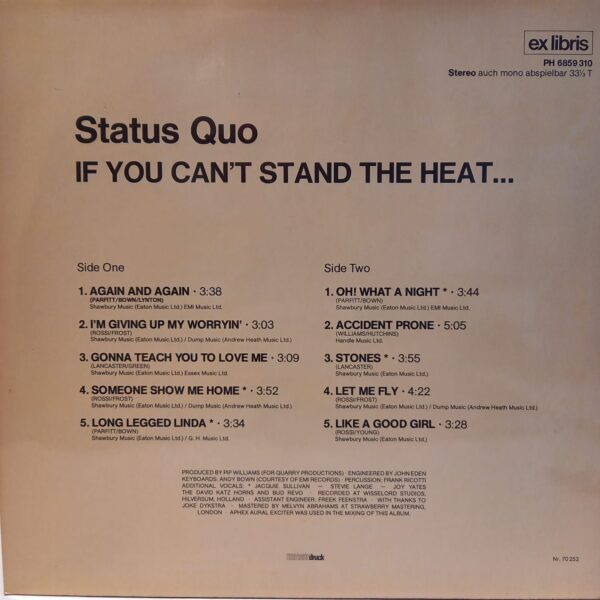 ex libris
PH 6859 310
Stereo auch mono abspielbar 33⅓ T
Status Quo
IF YOU CAN'T STAND THE HEAT...
Side One
1. AGAIN AND AGAIN · 3:38
(PARFITT/BOWN/LYNTON)
Shawbury Music (Eaton Music Ltd.) EMI Music Ltd.
2. I'M GIVING UP MY WORRYIN' · 3:03
(ROSSI/FROST)
Shawbury Music (Eaton Music Ltd.) / Dump Music (Andrew Heath Music Ltd.)
3. GONNA TEACH YOU TO LOVE ME · 3:09
(LANCASTER/GREEN)
Shawbury Music (Eaton Music Ltd.) Essex Music Ltd.
4. SOMEONE SHOW ME HOME * · 3:52
(ROSSI/FROST)
Shawbury Music (Eaton Music Ltd.) / Dump Music (Andrew Heath Music Ltd.)
5. LONG LEGGED LINDA * · 3:34
(PARFITT/BOWN)
Shawbury Music (Eaton Music Ltd.) / G. H. Music Ltd.
Side Two
1. OH! WHAT A NIGHT * · 3:44
(PARFITT/BOWN)
Shawbury Music (Eaton Music Ltd.) EMI Music Ltd.
2. ACCIDENT PRONE · 5:05
(WILLIAMS/HUTCHINS)
Handle Music Ltd.
3. STONES * · 3:55
(LANCASTER)
Shawbury Music (Eaton Music Ltd.)
4. LET ME FLY · 4:22
(ROSSI/FROST)
Shawbury Music (Eaton Music Ltd.) / Dump Music (Andrew Heath Music Ltd.)
5. LIKE A GOOD GIRL · 3:28
(ROSSI/YOUNG)
Shawbury Music (Eaton Music Ltd.)
PRODUCED BY PIP WILLIAMS (FOR QUARRY PRODUCTIONS) · ENGINEERED BY JOHN EDEN
KEYBOARDS: ANDY BOWN (COURTESY OF EMI RECORDS) · PERCUSSION: FRANK RICOTTI
ADDITIONAL VOCALS: * JACQUIE SULLIVAN — STEVIE LANGE — JOY YATES
THE DAVID KATZ HORNS AND BUD REVO · RECORDED AT WISSELORD STUDIOS,
HILVERSUM, HOLLAND · ASSISTANT ENGINEER: FREEK FEENSTRA · WITH THANKS TO
JOKE DYKSTRA · MASTERED BY MELVYN ABRAHAMS AT STRAWBERRY MASTERING,
LONDON · APHEX AURAL EXCITER WAS USED IN THE MIXING OF THIS ALBUM.
druck
Nr. 70 252